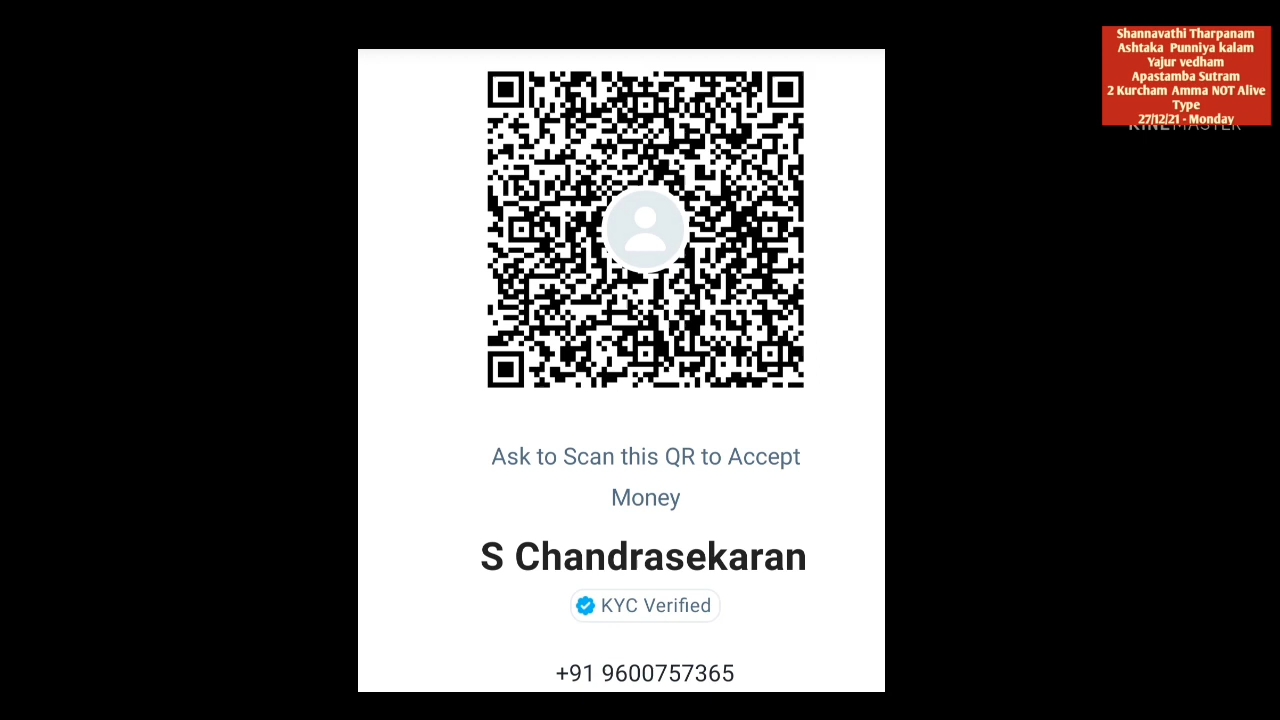 Shannavathi Tharpanam
Ashtaka Punniya kalam
Yajur vedham
Apastamba Sutram
2 Kurcham Amma NOT Alive
Type
27/12/21 - Monday
KINEMASTER
Ask to Scan this QR to Accept
Money
S Chandrasekaran
KYC Verified
+91 9600757365